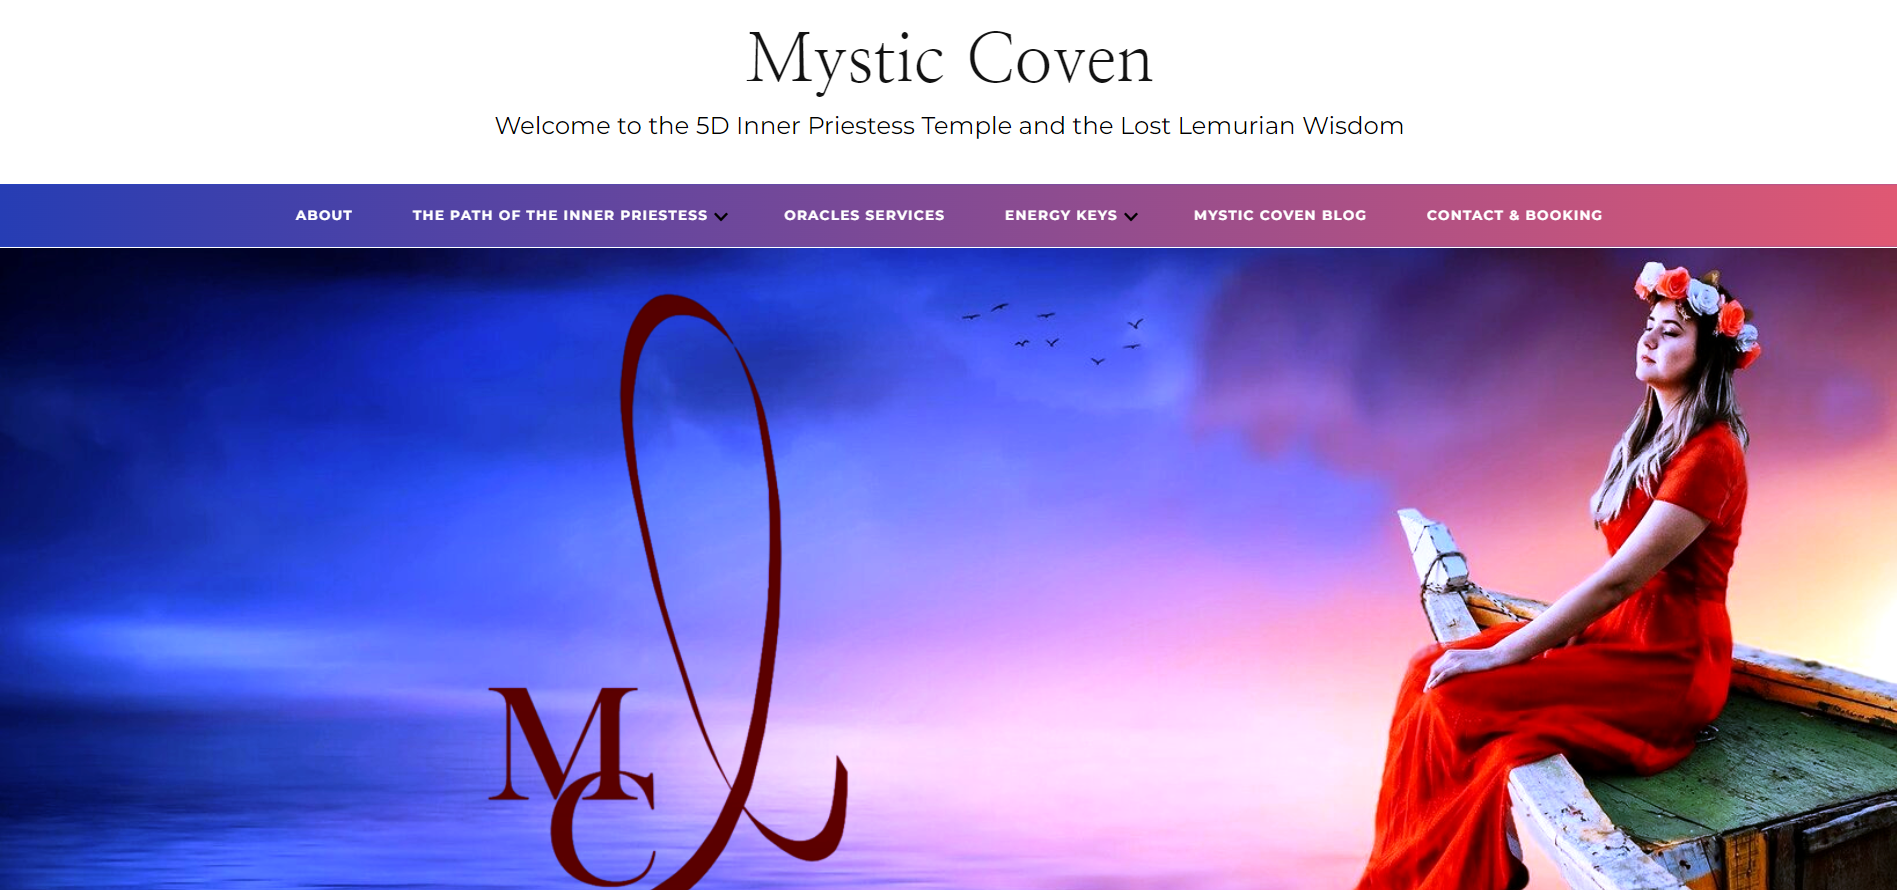 Mystic Coven
Welcome to the 5D Inner Priestess Temple and the Lost Lemurian Wisdom
ABOUT THE PATH OF THE INNER PRIESTESS ORACLES SERVICES ENERGY KEYS MYSTIC COVEN BLOG CONTACT & BOOKING
MC